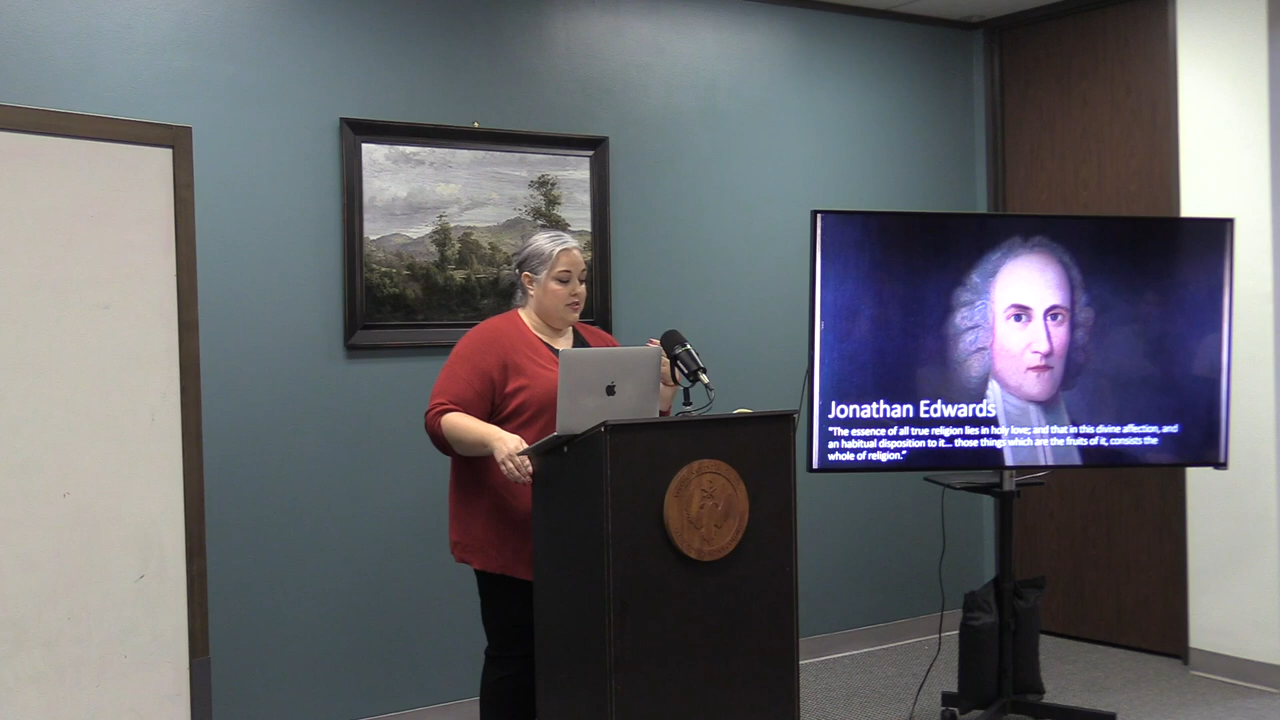 Jonathan Edwards
"The essence of all true religion lies in holy love; and that in this divine affection, and
an habitual disposition to it... those things which are the fruits of it, consists the
whole of religion."